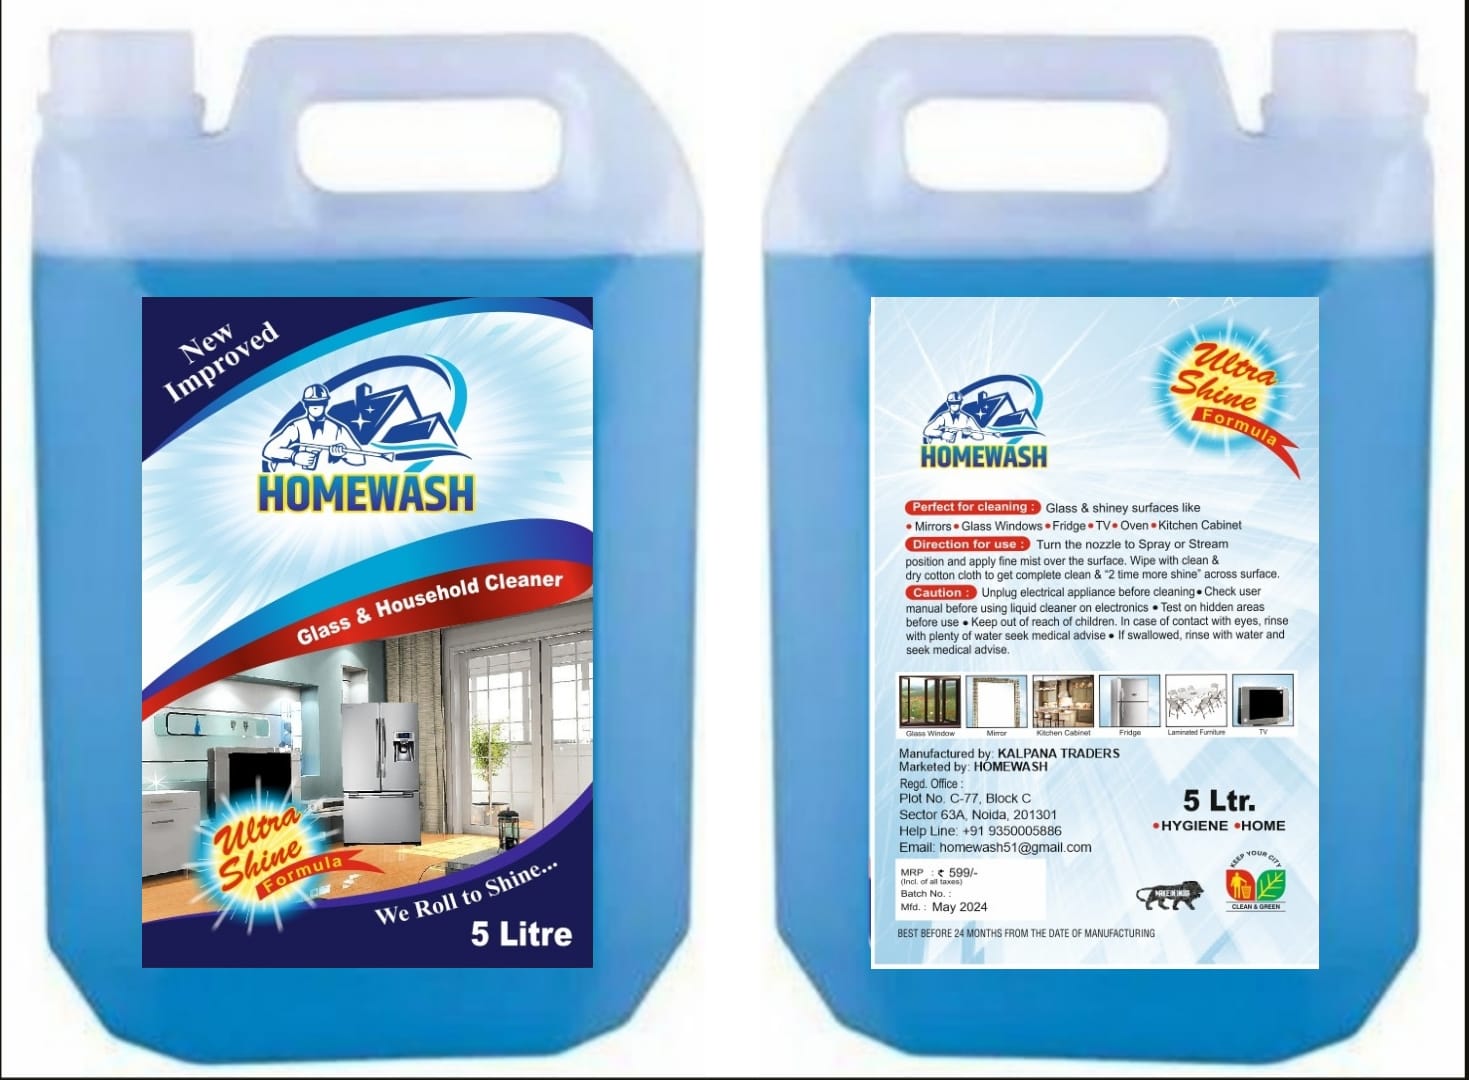 New
Improved
HOMEWASH
Glass & Household Cleaner
Ultra
Shine
Formula
We Roll to Shine...
5 Litre
Ultra
Shine
Formula
HOMEWASH
Perfect for cleaning : Glass & shiney surfaces like
• Mirrors • Glass Windows • Fridge • TV • Oven • Kitchen Cabinet
Direction for use : Turn the nozzle to Spray or Stream
position and apply fine mist over the surface. Wipe with clean &
dry cotton cloth to get complete clean & “2 time more shine” across surface.
Caution : Unplug electrical appliance before cleaning • Check user
manual before using liquid cleaner on electronics • Test on hidden areas
before use • Keep out of reach of children. In case of contact with eyes, rinse
with plenty of water seek medical advise • If swallowed, rinse with water and
seek medical advise.
Glass Window Mirror Kitchen Cabinet Fridge Laminated Furniture TV
Manufactured by: KALPANA TRADERS
Marketed by: HOMEWASH
Regd. Office :
Plot No. C-77, Block C
Sector 63A, Noida, 201301
Help Line: +91 9350005886
Email: homewash51@gmail.com
5 Ltr.
•HYGIENE •HOME
MRP : ₹ 599/-
(Incl. of all taxes)
Batch No. :
Mfd. : May 2024
MAKE IN INDIA
KEEP YOUR CITY
CLEAN & GREEN
BEST BEFORE 24 MONTHS FROM THE DATE OF MANUFACTURING